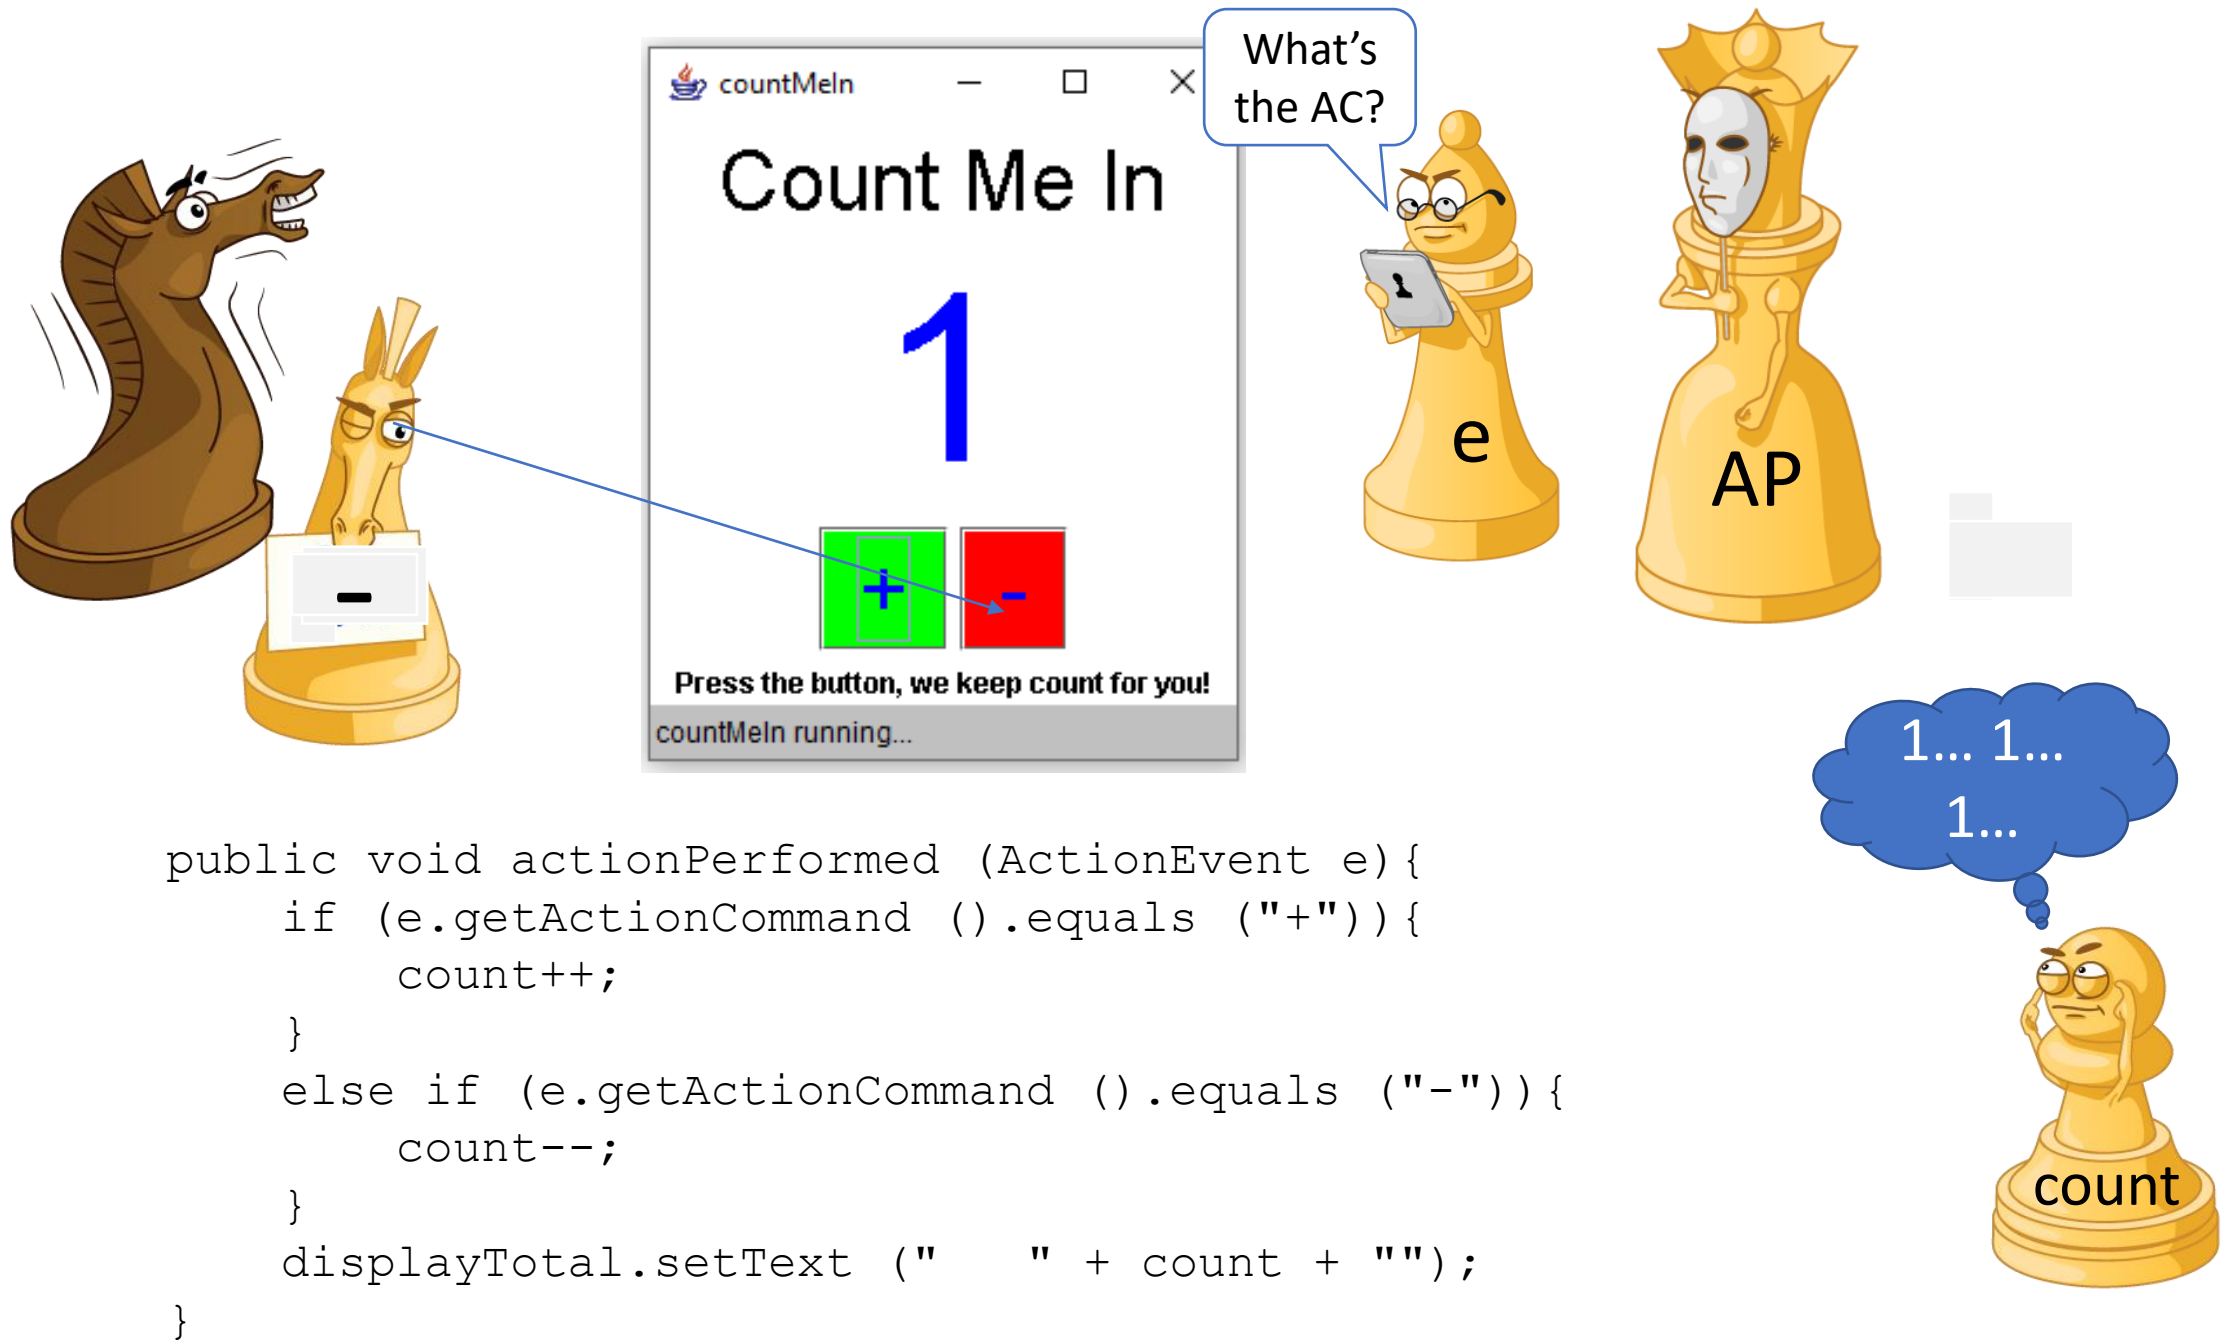 What's
the AC?
countMeIn
Count Me In
1
+
-
Press the button, we keep count for you!
countMeIn running...
-
e
AP
1... 1...
1...
count
public void actionPerformed (ActionEvent e){
    if (e.getActionCommand ().equals ("+")){
        count++;
    }
    else if (e.getActionCommand ().equals ("-")){
        count--;
    }
    displayTotal.setText ("   " + count + "");
}